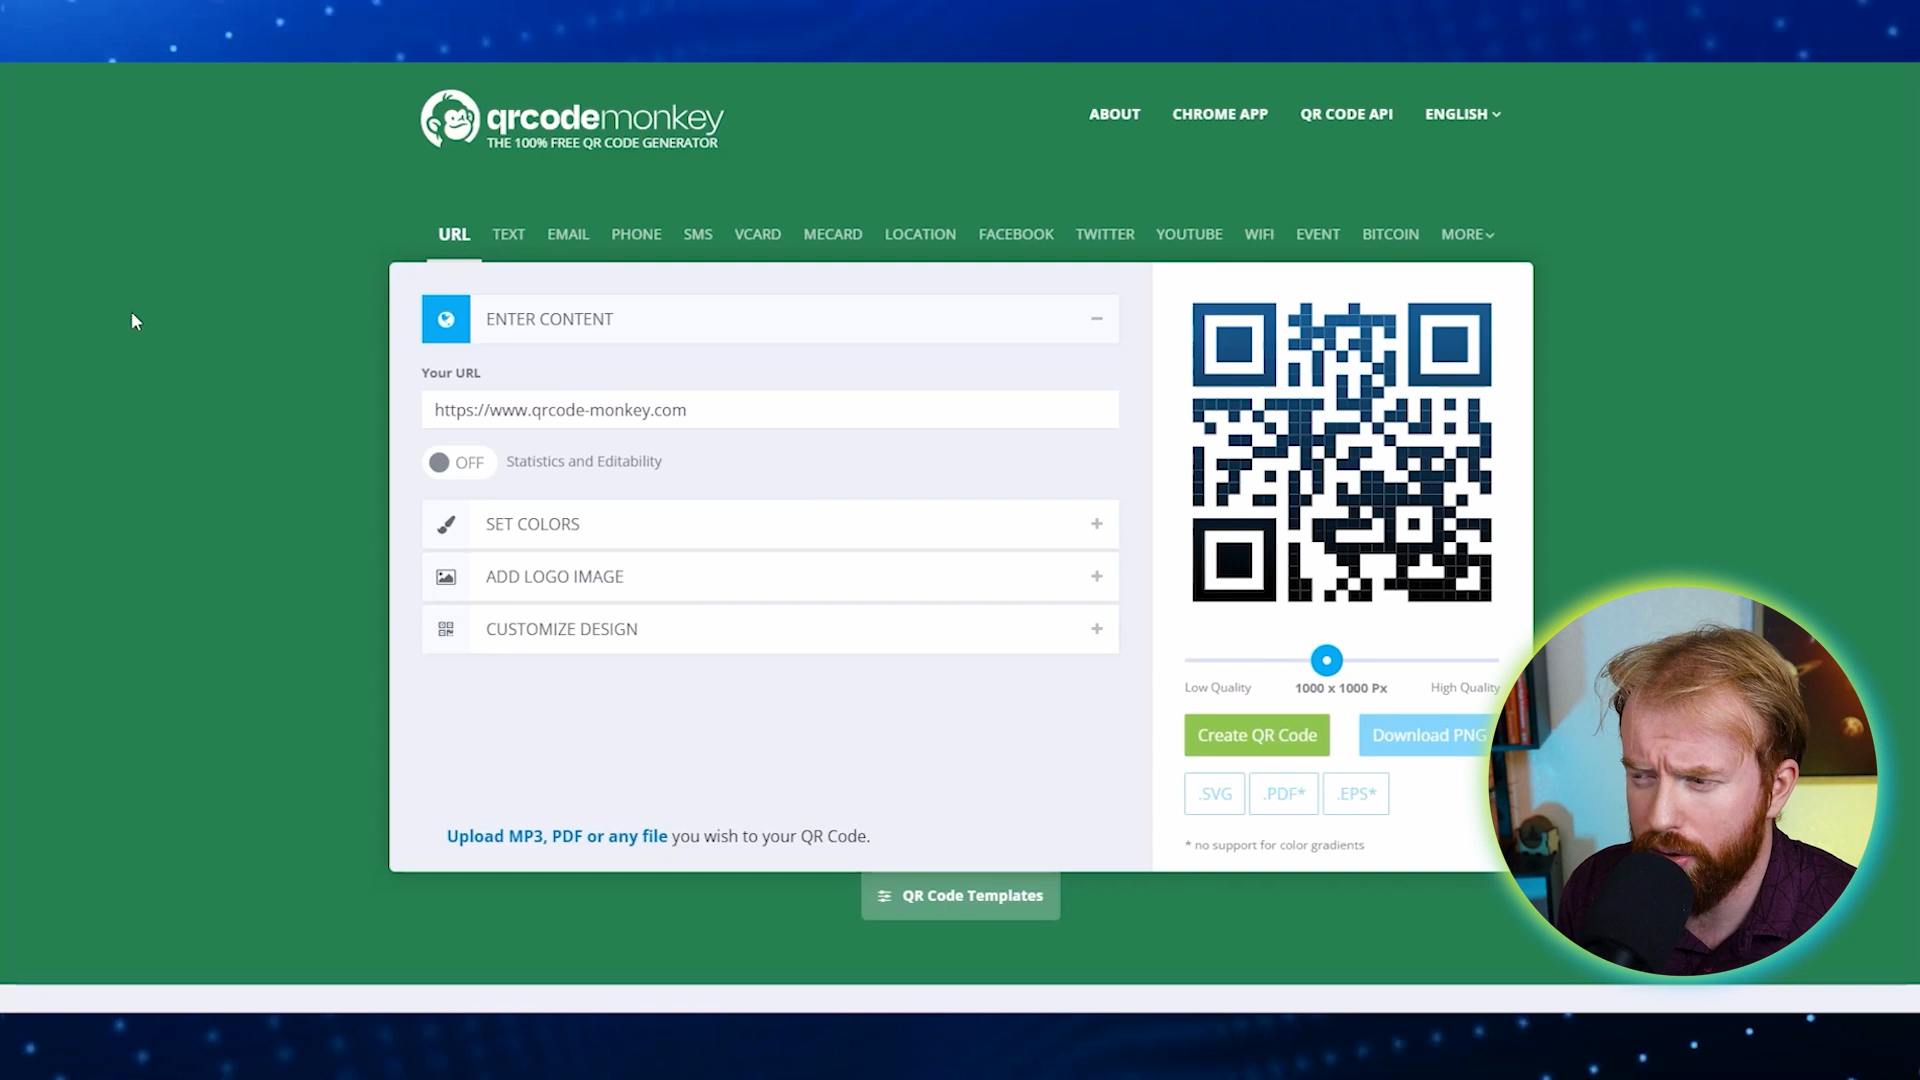 qrcodemonkey
THE 100% FREE QR CODE GENERATOR
ABOUT CHROME APP QR CODE API ENGLISH
URL TEXT EMAIL PHONE SMS VCARD MECARD LOCATION FACEBOOK TWITTER YOUTUBE WIFI EVENT BITCOIN MORE
ENTER CONTENT
Your URL
https://www.qrcode-monkey.com
OFF Statistics and Editability
SET COLORS
ADD LOGO IMAGE
CUSTOMIZE DESIGN
Upload MP3, PDF or any file you wish to your QR Code.
Low Quality 1000 x 1000 Px High Quality
Create QR Code Download PNG
.SVG .PDF* .EPS*
* no support for color gradients
QR Code Templates